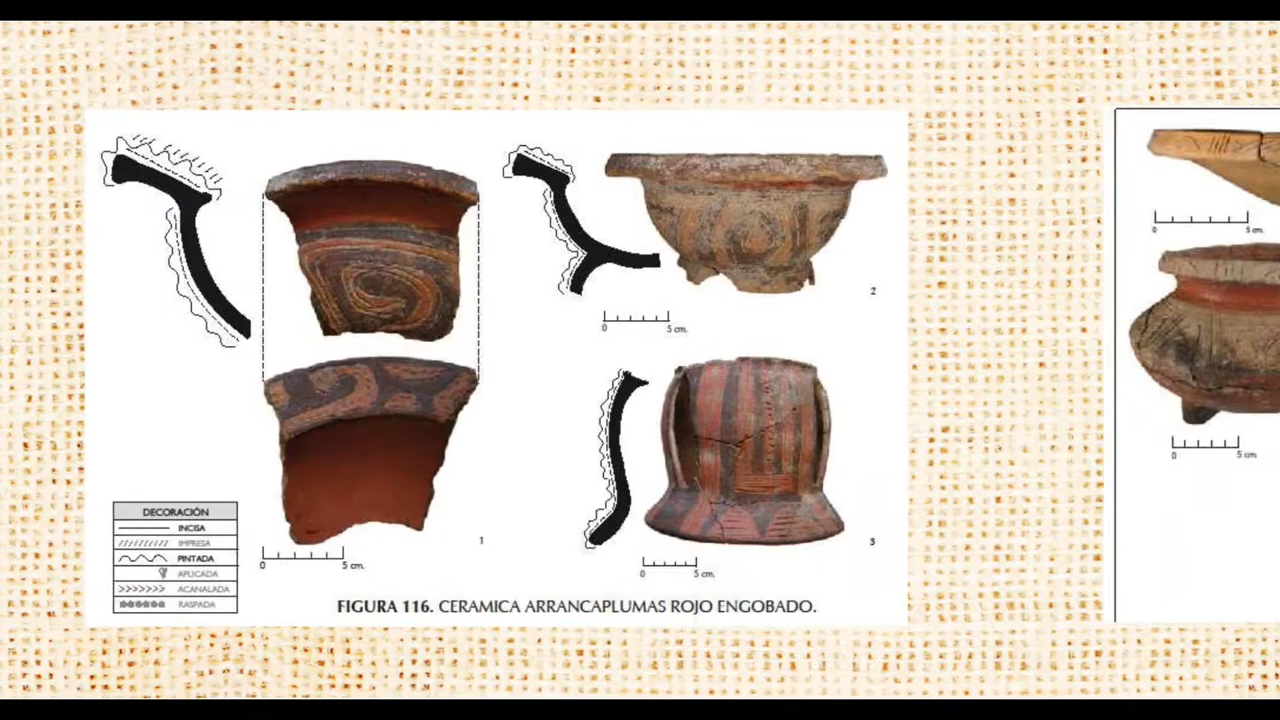 DECORACIÓN
INCISA
IMPRESA
PINTADA
APLICADA
ACANALADA
RASPADA
0 5 cm.
1
0 5 cm.
2
0 5 cm.
3
FIGURA 116. CERAMICA ARRANCAPLUMAS ROJO ENGOBADO.
0 5 cm.
0 5 cm.